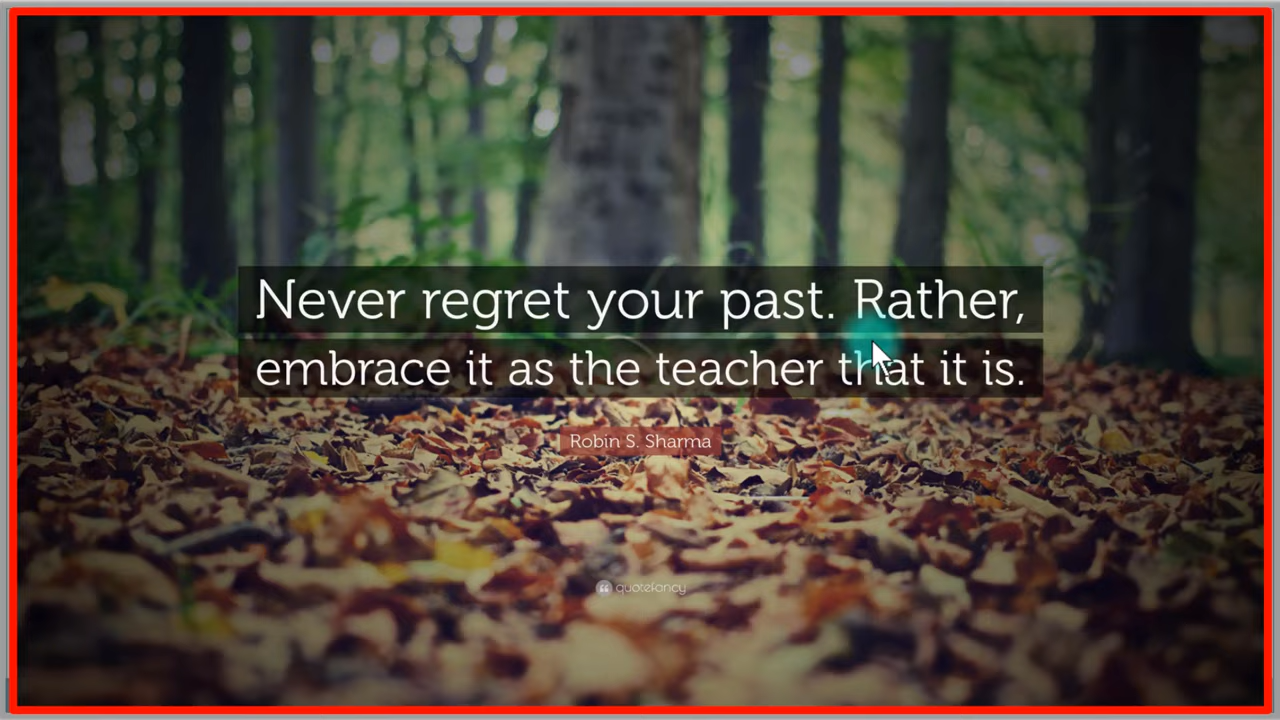 Never regret your past. Rather,
embrace it as the teacher that it is.
Robin S. Sharma
quotefancy